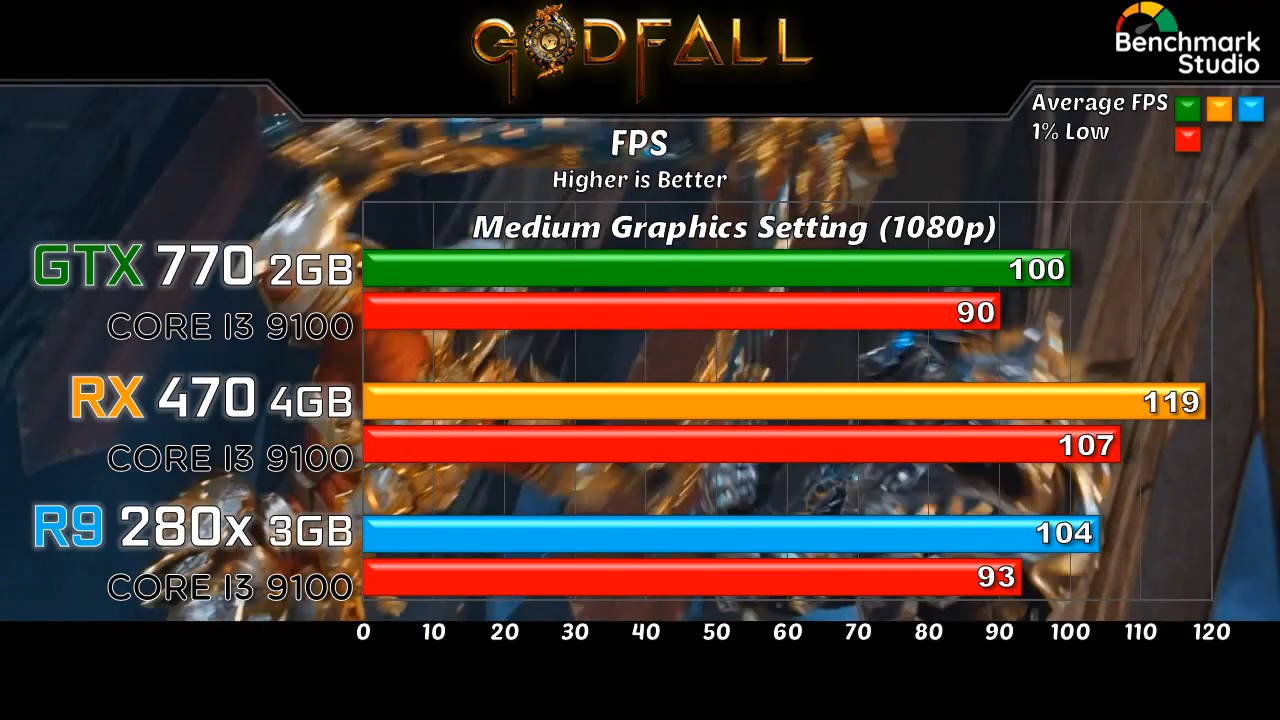 GODFALL
Benchmark
Studio
Average FPS
1% Low
FPS
Higher is Better
Medium Graphics Setting (1080p)
GTX 770 2GB
100
CORE I3 9100
90
RX 470 4GB
119
CORE I3 9100
107
R9 280x 3GB
104
CORE I3 9100
93
0 10 20 30 40 50 60 70 80 90 100 110 120